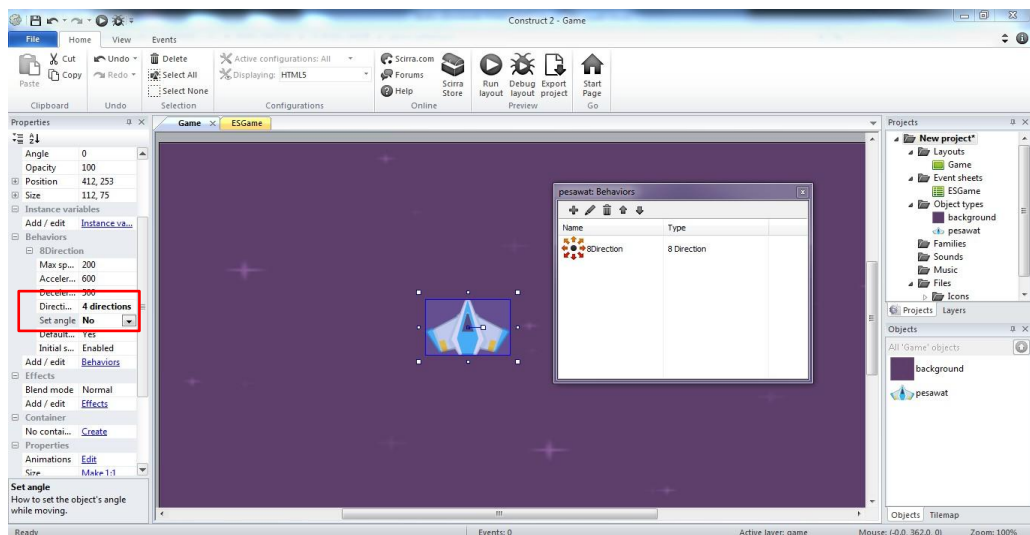 Construct 2 - Game
File Home View Events
Paste
Cut
Copy
Clipboard
Undo
Redo
Undo
Delete
Select All
Select None
Selection
Active configurations: All
Displaying: HTML5
Configurations
Scirra.com
Forums
Help
Scirra Store
Online
Run layout
Debug layout
Export project
Preview
Start Page
Go
Properties
Angle 0
Opacity 100
Position 412, 253
Size 112, 75
Instance variables
Add / edit Instance va...
Behaviors
8Direction
Max sp... 200
Acceler... 600
Deceler... 500
Directi... 4 directions
Set angle No
Default... Yes
Initial s... Enabled
Add / edit Behaviors
Effects
Blend mode Normal
Add / edit Effects
Container
No contai... Create
Properties
Animations Edit
Size Make 1:1
Set angle
How to set the object's angle
while moving.
Game ESGame
pesawat: Behaviors
Name Type
8Direction 8 Direction
Projects
New project*
Layouts
Game
Event sheets
ESGame
Object types
background
pesawat
Families
Sounds
Music
Files
Icons
Projects Layers
Objects
All 'Game' objects
background
pesawat
Objects Tilemap
Ready Events: 0 Active layer: game Mouse: (-0.0, 362.0, 0) Zoom: 100%